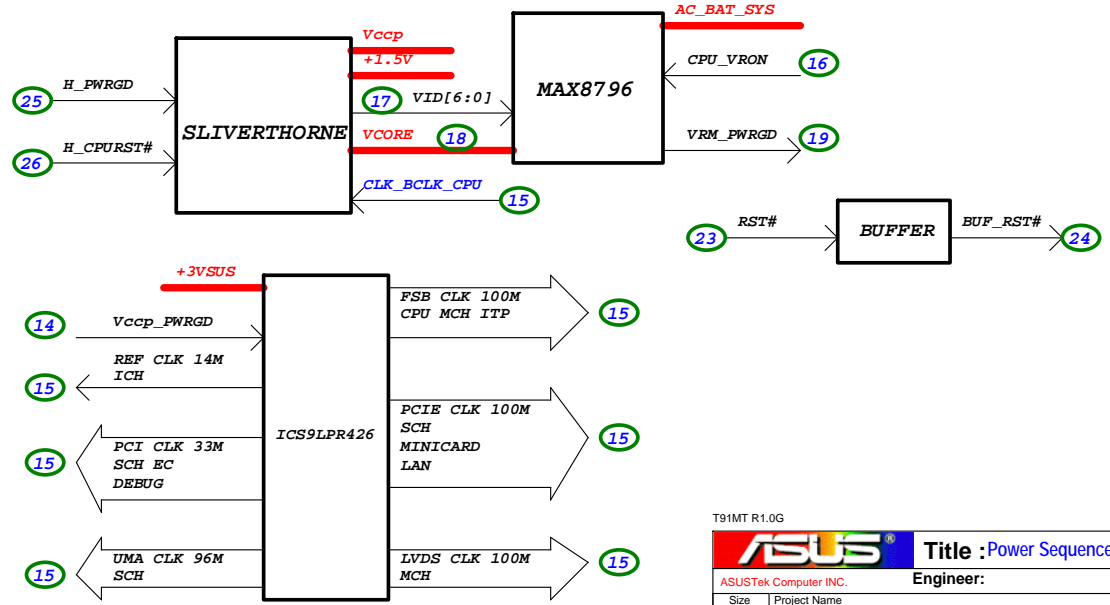 AC_BAT_SYS
Vccp
+1.5V
CPU_VRON
16
H_PWRGD
25
17
VID[6:0]
MAX8796
SLIVERTHORNE
VCORE
18
VRM_PWRGD
19
H_CPURST#
26
CLK_BCLK_CPU
15
23
RST#
BUFFER
BUF_RST#
24
+3VSUS
14
Vccp_PWRGD
FSB CLK 100M
CPU MCH ITP
15
REF CLK 14M
ICH
15
ICS9LPR426
PCIE CLK 100M
SCH
MINICARD
LAN
15
PCI CLK 33M
SCH EC
DEBUG
15
UMA CLK 96M
SCH
15
LVDS CLK 100M
MCH
15
T91MT R1.0G
ASUS®
Title : Power Sequence
ASUSTek Computer INC.
Engineer:
Size
Project Name